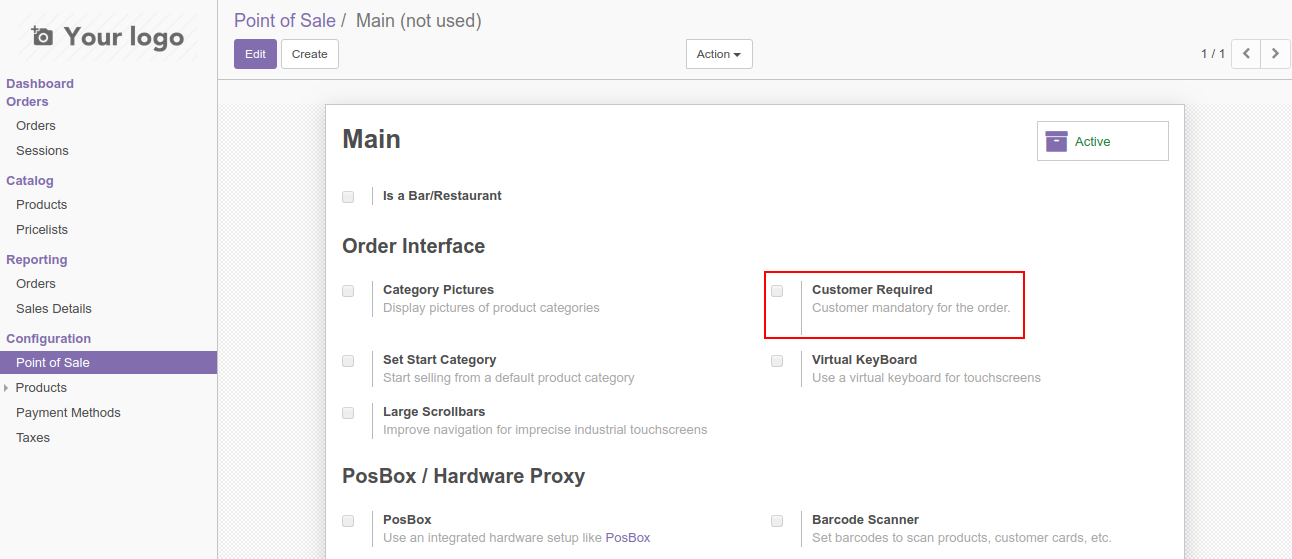 Your logo
Dashboard
Orders
Orders
Sessions
Catalog
Products
Pricelists
Reporting
Orders
Sales Details
Configuration
Point of Sale
Products
Payment Methods
Taxes
Point of Sale / Main (not used)
Edit Create Action 1 / 1
Main
Active
Is a Bar/Restaurant
Order Interface
Category Pictures
Display pictures of product categories
Customer Required
Customer mandatory for the order.
Set Start Category
Start selling from a default product category
Virtual KeyBoard
Use a virtual keyboard for touchscreens
Large Scrollbars
Improve navigation for imprecise industrial touchscreens
PosBox / Hardware Proxy
PosBox
Use an integrated hardware setup like PosBox
Barcode Scanner
Set barcodes to scan products, customer cards, etc.